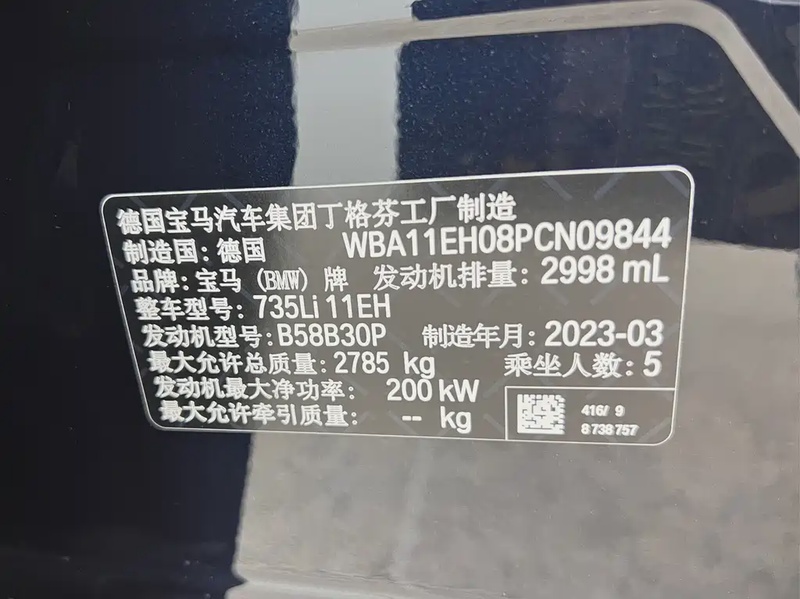 德国宝马汽车集团丁格芬工厂制造
制造国：德国 WBA11EH08PCN09844
品牌：宝马 (BMW) 牌 发动机排量：2998 mL
整车型号：735Li 11EH
发动机型号：B58B30P 制造年月：2023-03
最大允许总质量：2785 kg 乘坐人数：5
发动机最大净功率： 200 kW
最大允许牵引质量： -- kg
416/ 9
8 738 757